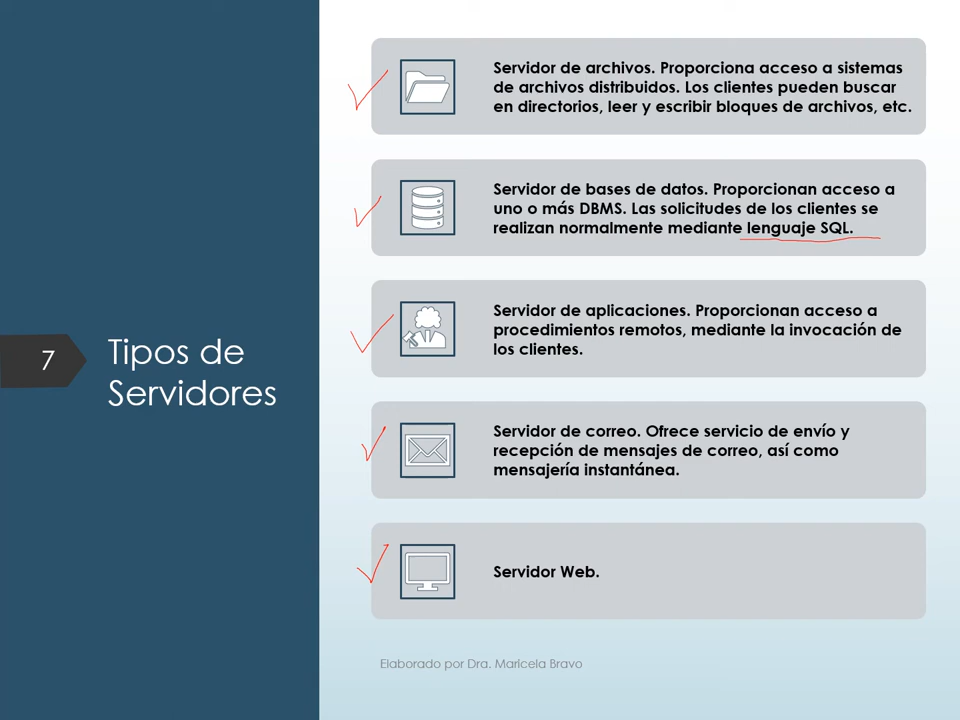 7
Tipos de
Servidores
Servidor de archivos. Proporciona acceso a sistemas
de archivos distribuidos. Los clientes pueden buscar
en directorios, leer y escribir bloques de archivos, etc.
Servidor de bases de datos. Proporcionan acceso a
uno o más DBMS. Las solicitudes de los clientes se
realizan normalmente mediante lenguaje SQL.
Servidor de aplicaciones. Proporcionan acceso a
procedimientos remotos, mediante la invocación de
los clientes.
Servidor de correo. Ofrece servicio de envío y
recepción de mensajes de correo, así como
mensajería instantánea.
Servidor Web.
Elaborado por Dra. Maricela Bravo